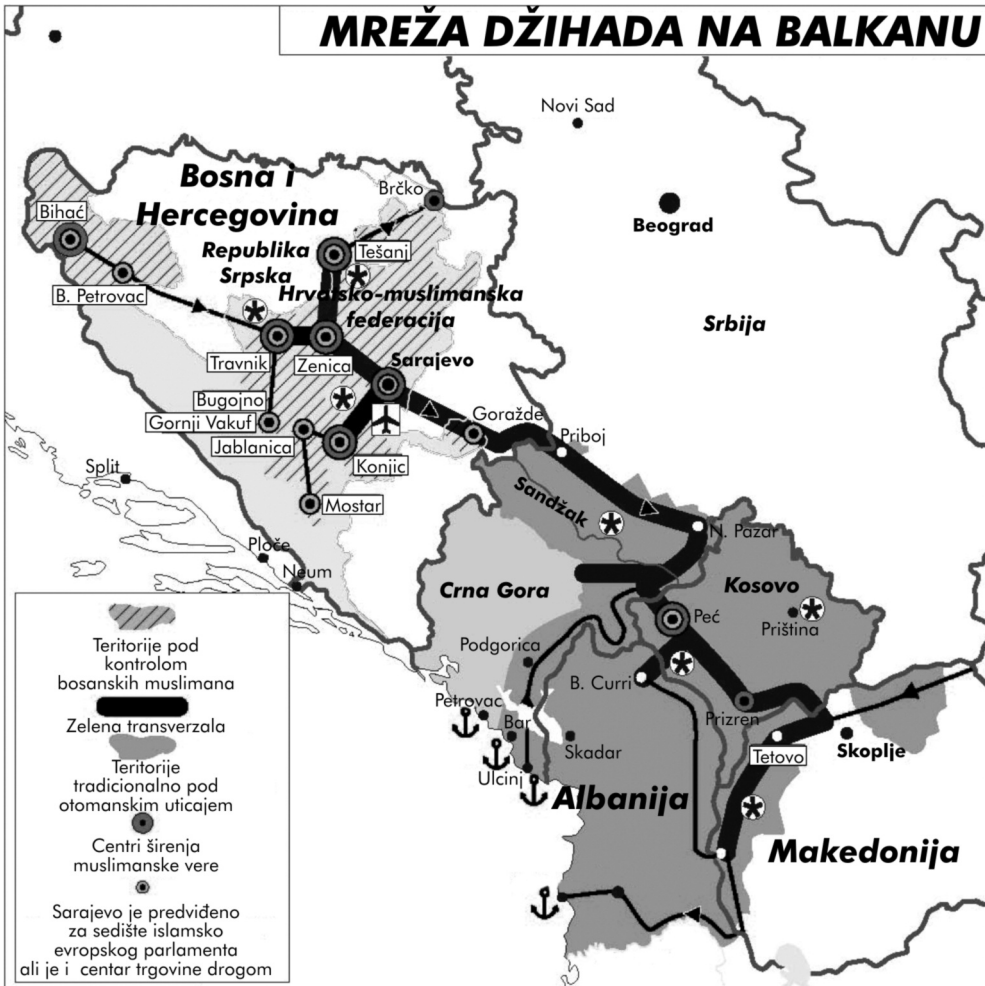 MREŽA DŽIHADA NA BALKANU
Novi Sad
Bosna i
Hercegovina
Brčko
Bihać
Beograd
Republika
Srpska
Tešanj
B. Petrovac
Hrvatsko-muslimanska
federacija
Srbija
Travnik
Zenica
Sarajevo
Bugojno
Gornji Vakuf
Goražde
Jablanica
Konjic
Priboj
Split
Sandžak
Mostar
N. Pazar
Ploče
Neum
Crna Gora
Kosovo
Peć
Priština
Podgorica
B. Curri
Petrovac
Prizren
Bar
Skadar
Tetovo
Skoplje
Ulcinj
Albanija
Makedonija
Teritorije pod
kontrolom
bosanskih muslimana
Zelena transverzala
Teritorije
tradicionalno pod
otomanskim uticajem
Centri širenja
muslimanske vere
Sarajevo je predviđeno
za sedište islamsko
evropskog parlamenta
ali je i centar trgovine drogom